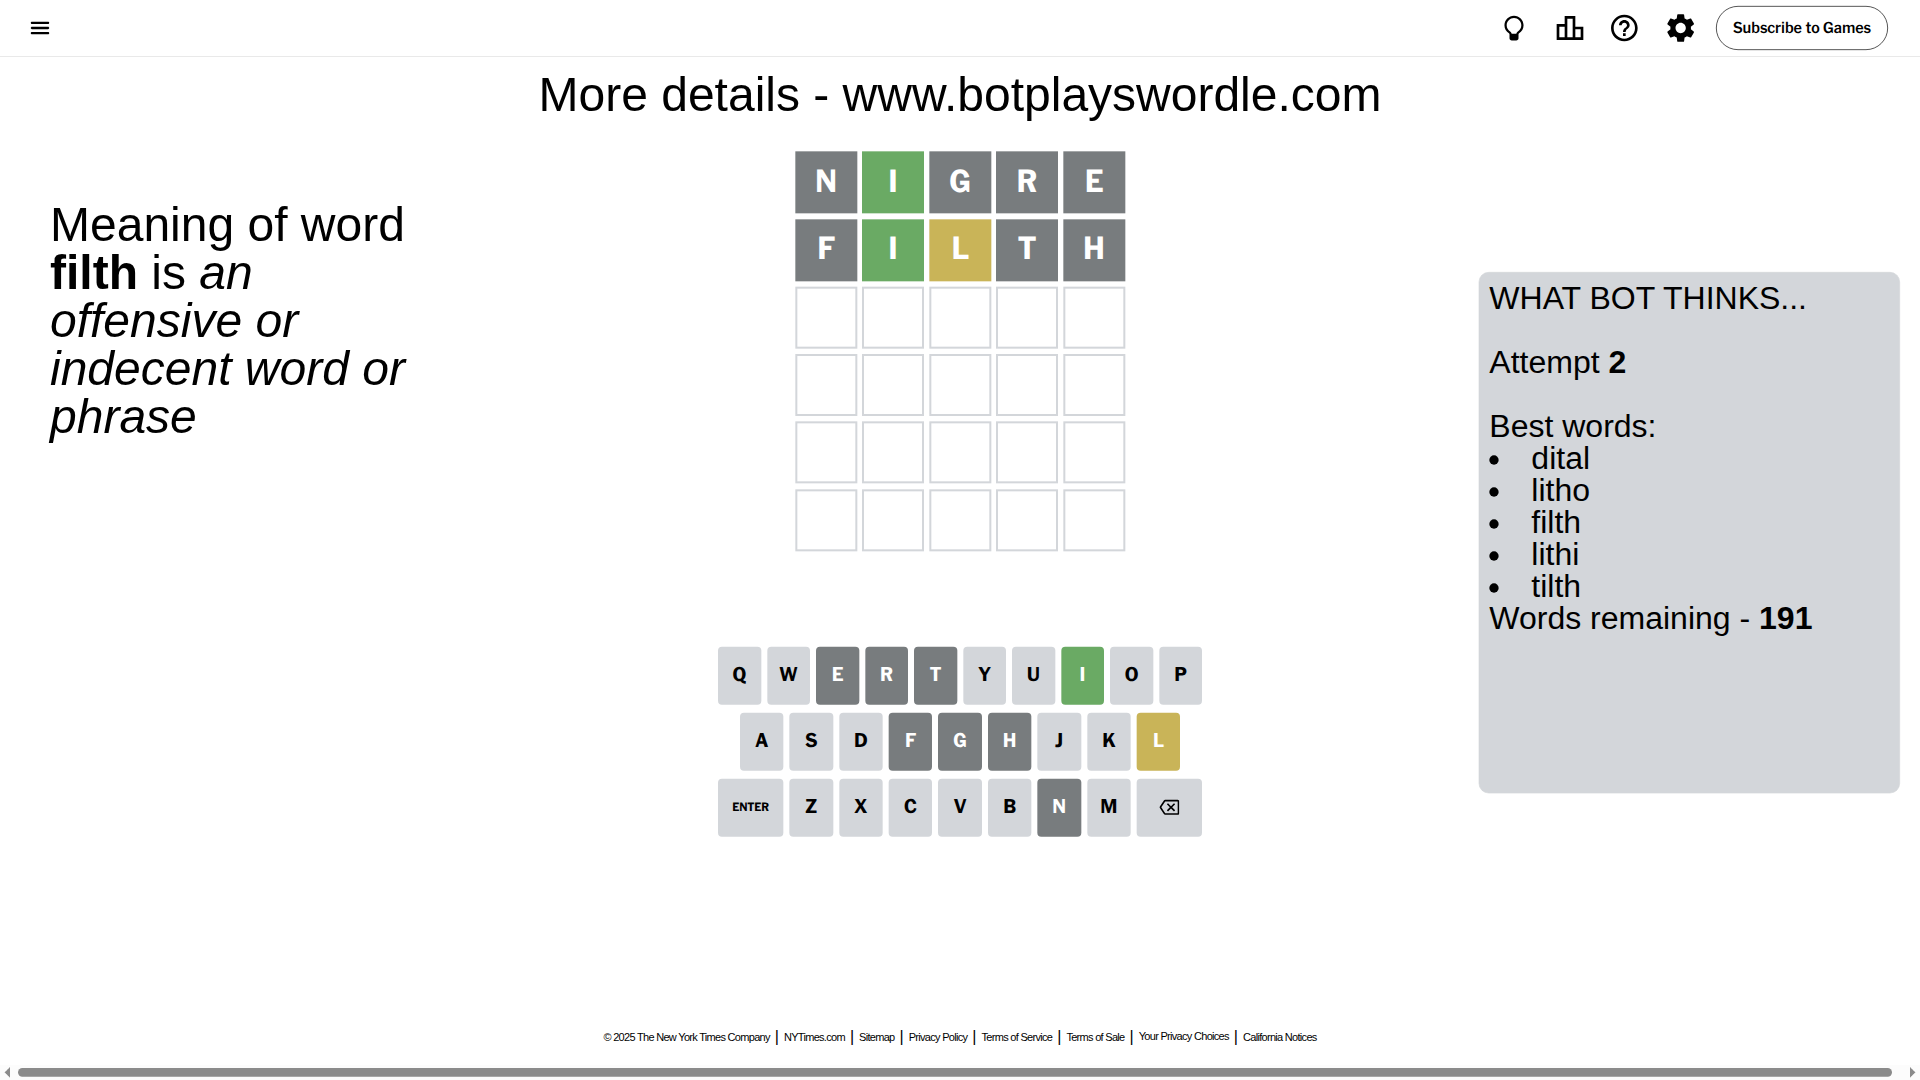 Subscribe to Games
More details - www.botplayswordle.com
Meaning of word
filth is an
offensive or
indecent word or
phrase
N I G R E
F I L T H
WHAT BOT THINKS...
Attempt 2
Best words:
• dital
• litho
• filth
• lithi
• tilth
Words remaining - 191
Q W E R T Y U I O P
A S D F G H J K L
ENTER Z X C V B N M
© 2025 The New York Times Company | NYTimes.com | Sitemap | Privacy Policy | Terms of Service | Terms of Sale | Your Privacy Choices | California Notices